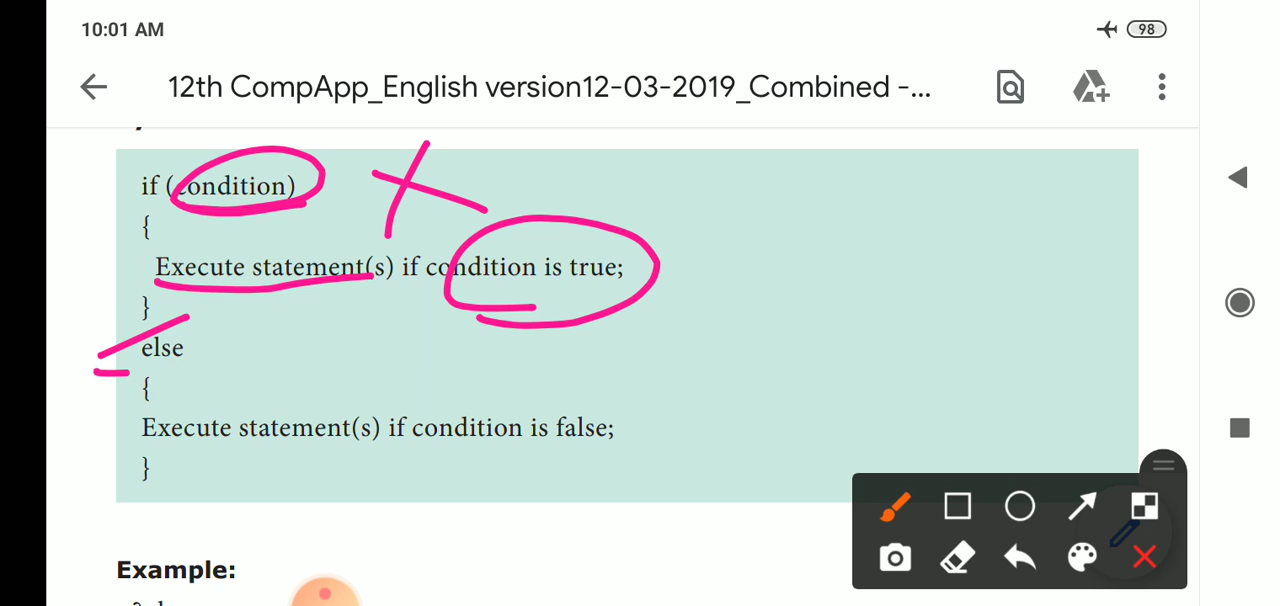 10:01 AM
98
12th CompApp_English version12-03-2019_Combined -...
if (condition)
{
Execute statement(s) if condition is true;
}
else
{
Execute statement(s) if condition is false;
}
Example: